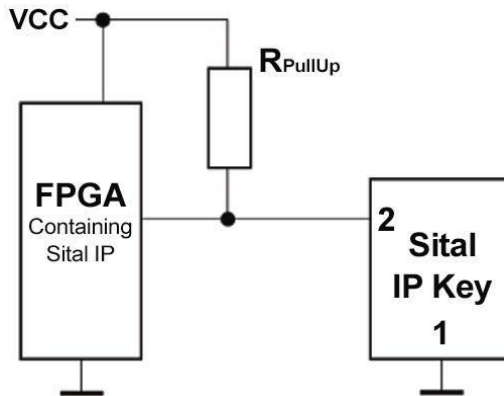 VCC
RPullUp
FPGA
Containing
Sital IP
2
Sital
IP Key
1